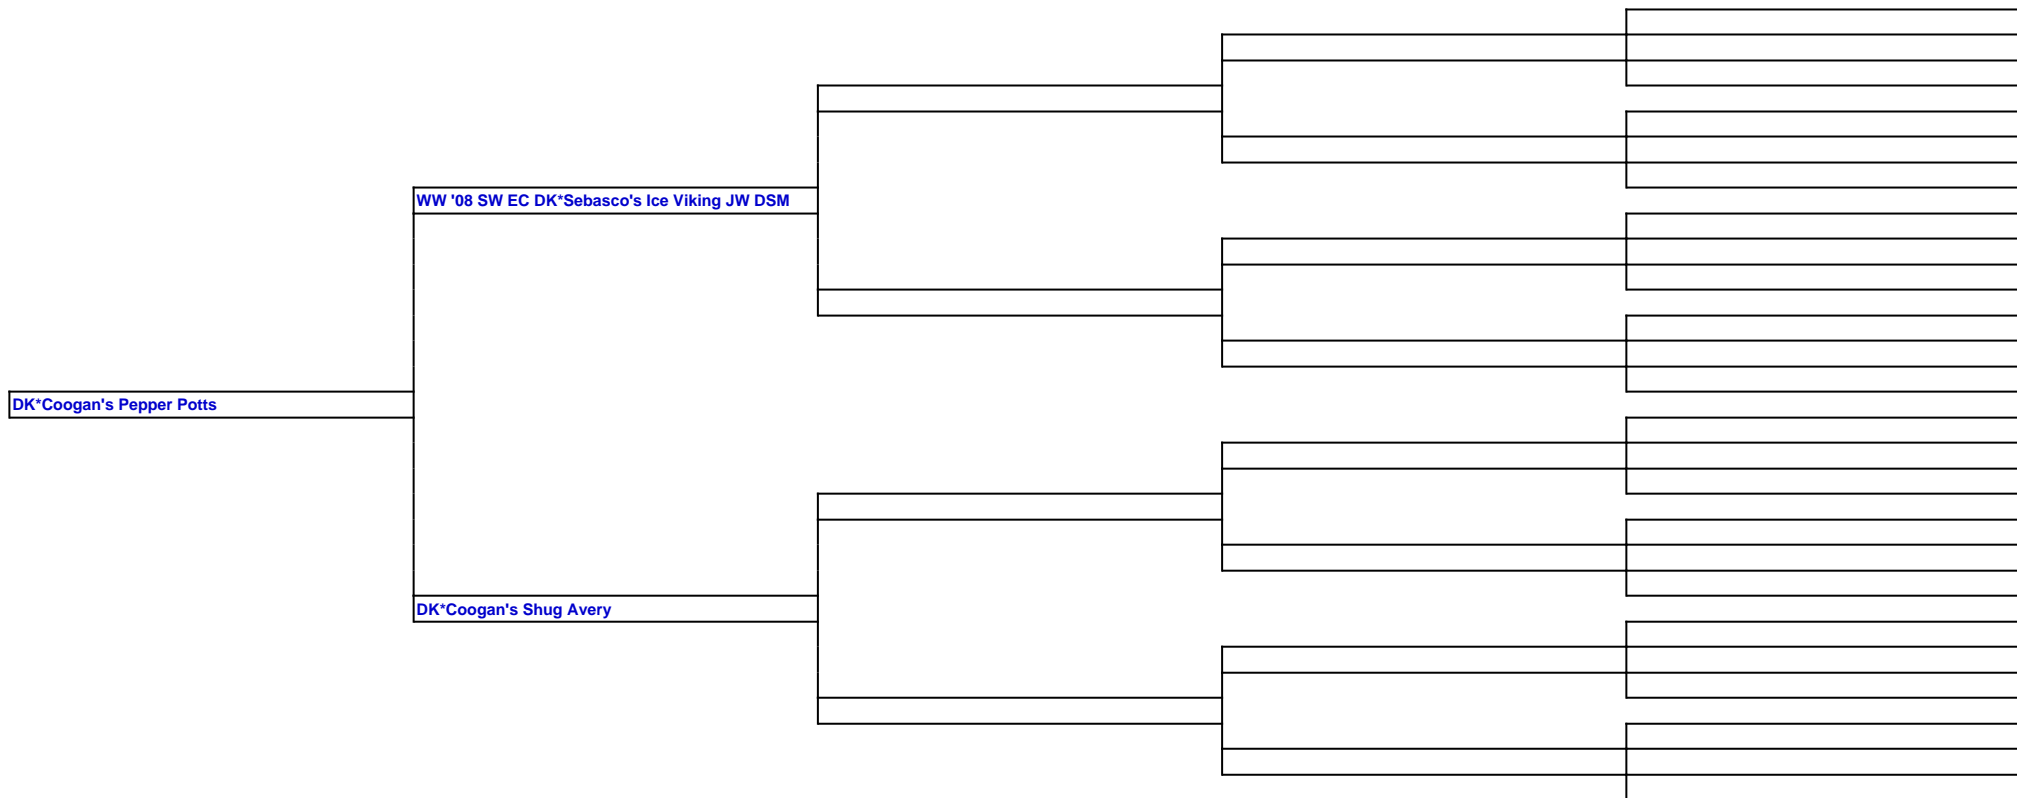 WW '08 SW EC DK*Sebasco's Ice Viking JW DSM
DK*Coogan's Pepper Potts
DK*Coogan's Shug Avery